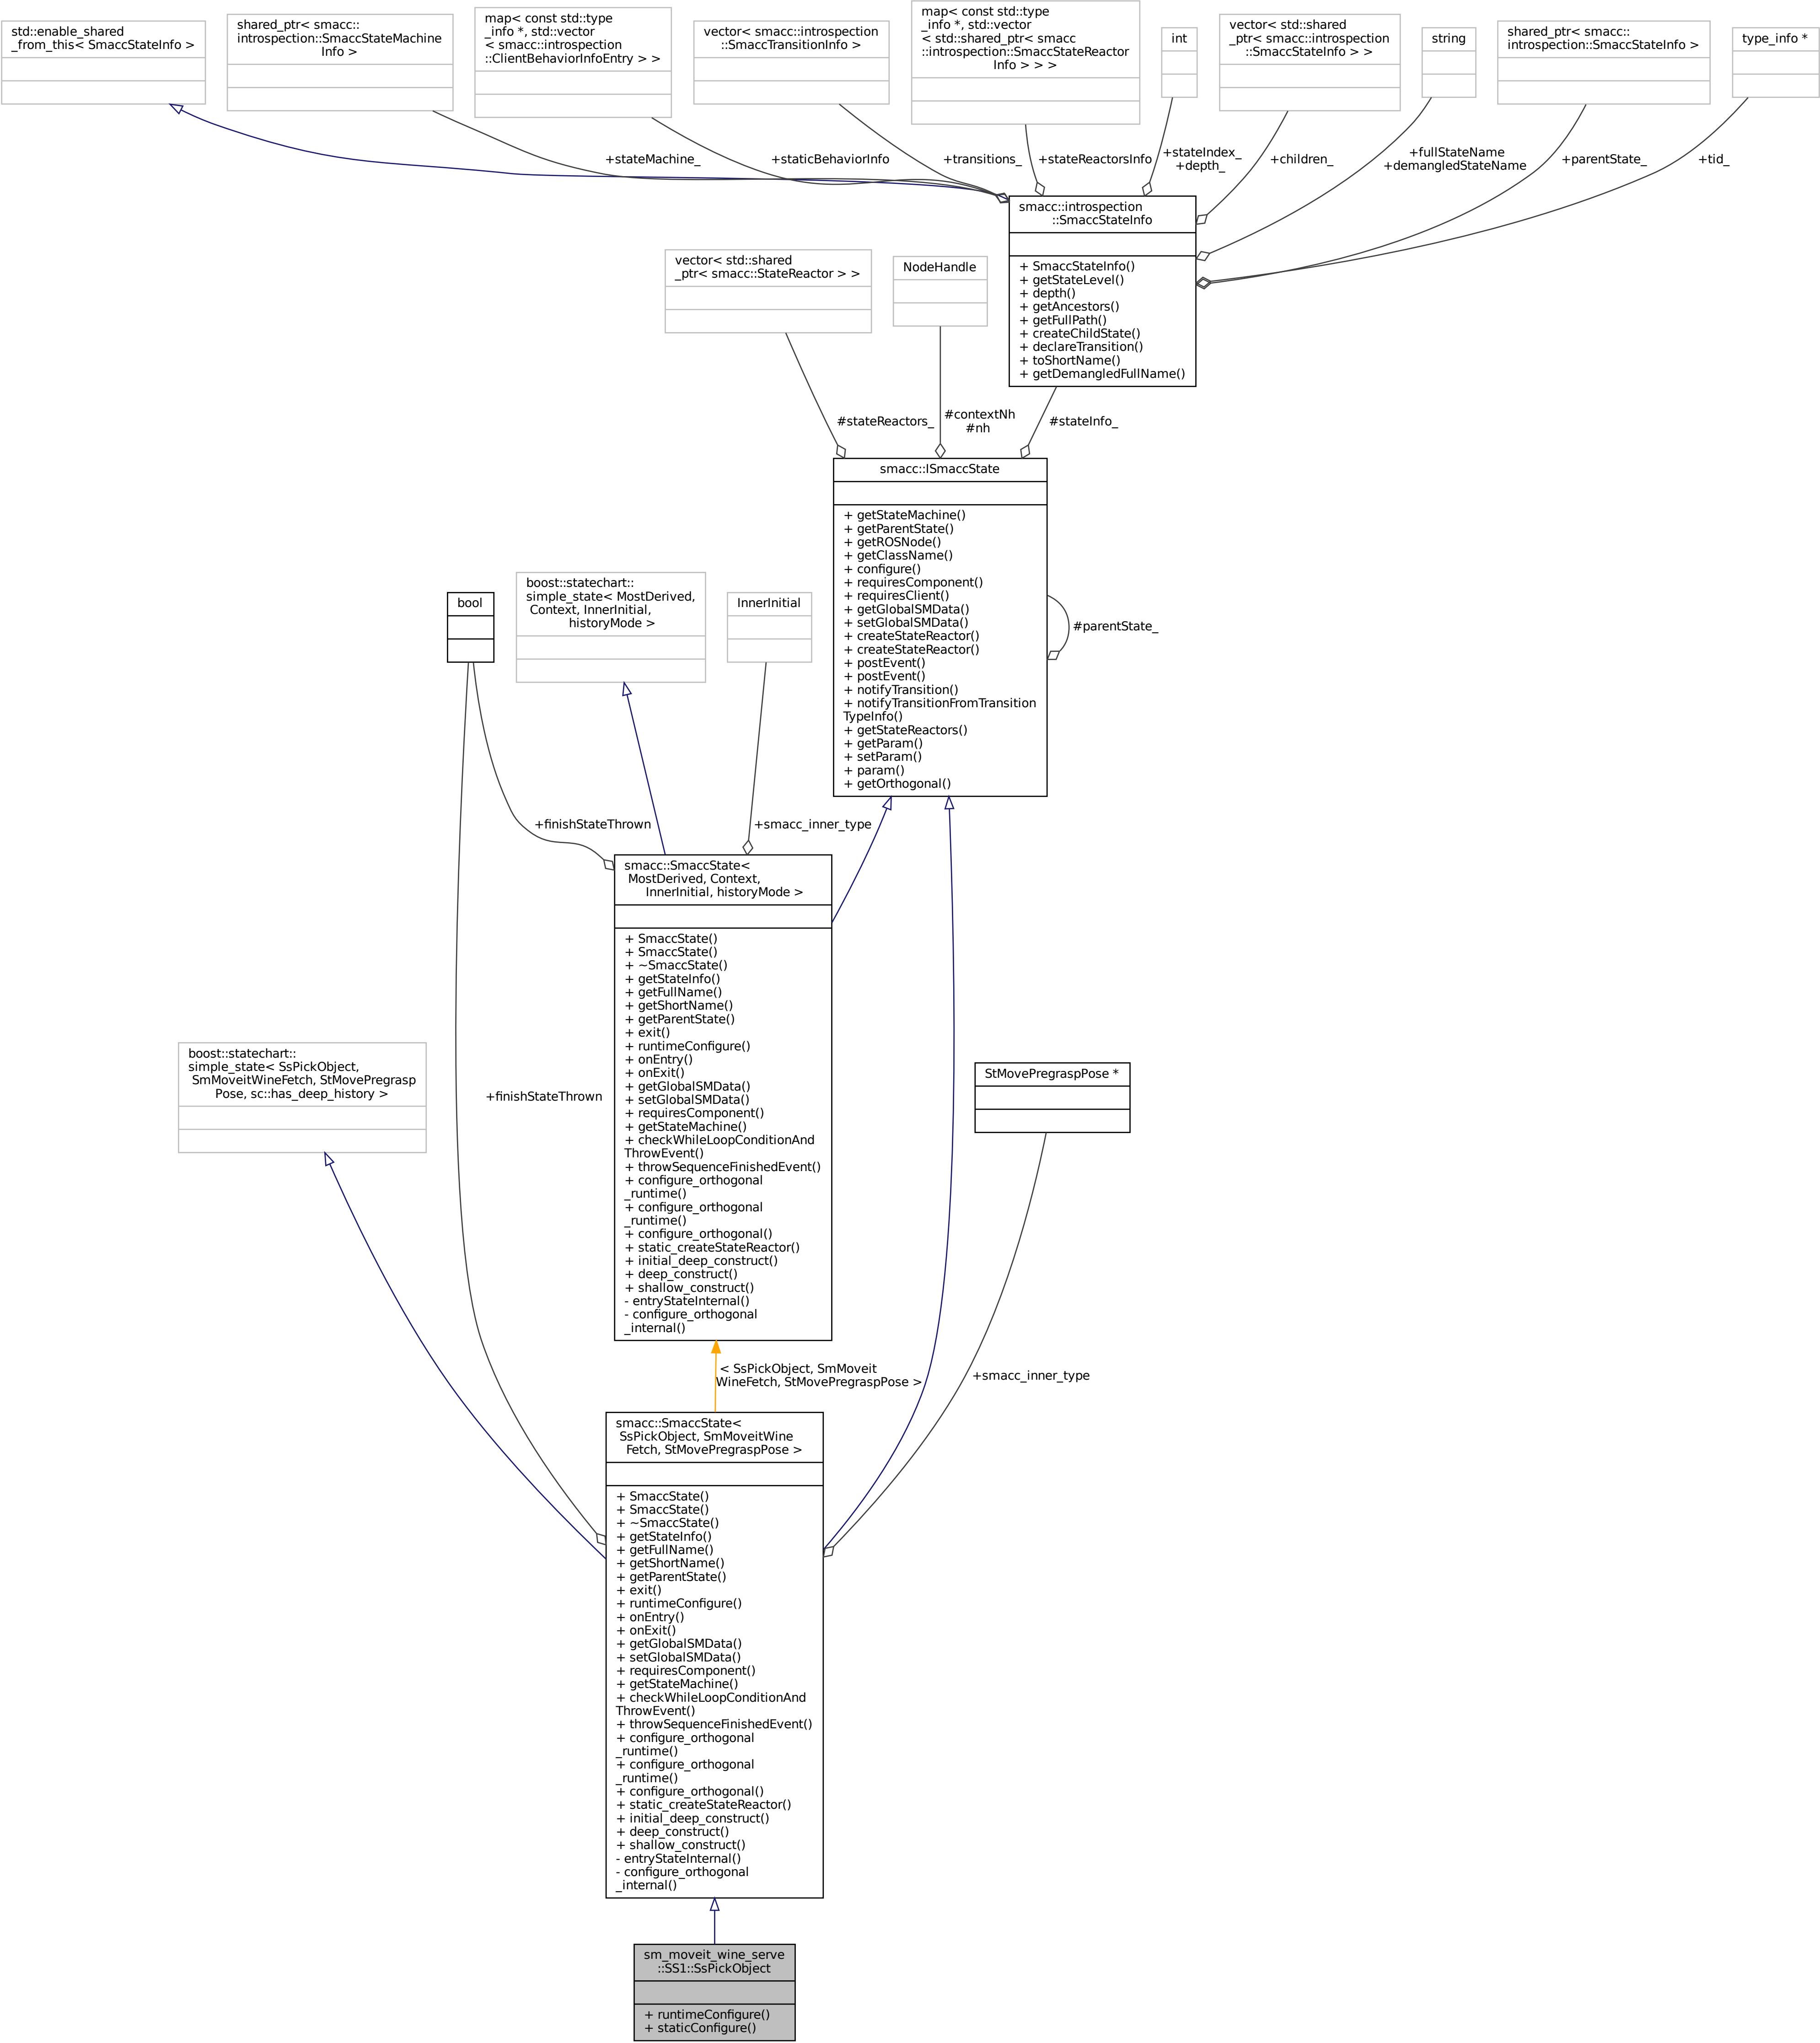 std::enable_shared
_from_this< SmaccStateInfo >
shared_ptr< smacc::
introspection::SmaccStateMachine
Info >
map< const std::type
_info *, std::vector
< smacc::introspection
::ClientBehaviorInfoEntry > >
vector< smacc::introspection
::SmaccTransitionInfo >
map< const std::type
_info *, std::vector
< std::shared_ptr< smacc
::introspection::SmaccStateReactor
Info > > >
int
vector< std::shared
_ptr< smacc::introspection
::SmaccStateInfo > >
string
shared_ptr< smacc::
introspection::SmaccStateInfo >
type_info *
+stateMachine_
+staticBehaviorInfo
+transitions_
+stateReactorsInfo
+stateIndex_
+depth_
+children_
+fullStateName
+demangledStateName
+parentState_
+tid_
smacc::introspection
::SmaccStateInfo
+ SmaccStateInfo()
+ getStateLevel()
+ depth()
+ getAncestors()
+ getFullPath()
+ createChildState()
+ declareTransition()
+ toShortName()
+ getDemangledFullName()
vector< std::shared
_ptr< smacc::StateReactor > >
NodeHandle
#stateReactors_
#contextNh
#nh
#stateInfo_
smacc::ISmaccState
+ getStateMachine()
+ getParentState()
+ getROSNode()
+ getClassName()
+ configure()
+ requiresComponent()
+ requiresClient()
+ getGlobalSMData()
+ setGlobalSMData()
+ createStateReactor()
+ createStateReactor()
+ postEvent()
+ postEvent()
+ notifyTransition()
+ notifyTransitionFromTransition
TypeInfo()
+ getStateReactors()
+ getParam()
+ setParam()
+ param()
+ getOrthogonal()
#parentState_
bool
boost::statechart::
simple_state< MostDerived,
Context, InnerInitial,
historyMode >
InnerInitial
+finishStateThrown
+smacc_inner_type
smacc::SmaccState<
MostDerived, Context,
InnerInitial, historyMode >
+ SmaccState()
+ SmaccState()
+ ~SmaccState()
+ getStateInfo()
+ getFullName()
+ getShortName()
+ getParentState()
+ exit()
+ runtimeConfigure()
+ onEntry()
+ onExit()
+ getGlobalSMData()
+ setGlobalSMData()
+ requiresComponent()
+ getStateMachine()
+ checkWhileLoopConditionAnd
ThrowEvent()
+ throwSequenceFinishedEvent()
+ configure_orthogonal
_runtime()
+ configure_orthogonal
_runtime()
+ configure_orthogonal()
+ static_createStateReactor()
+ initial_deep_construct()
+ deep_construct()
+ shallow_construct()
- entryStateInternal()
- configure_orthogonal
_internal()
boost::statechart::
simple_state< SsPickObject,
SmMoveitWineFetch, StMovePregrasp
Pose, sc::has_deep_history >
+finishStateThrown
StMovePregraspPose *
< SsPickObject, SmMoveit
WineFetch, StMovePregraspPose >
+smacc_inner_type
smacc::SmaccState<
SsPickObject, SmMoveitWine
Fetch, StMovePregraspPose >
+ SmaccState()
+ SmaccState()
+ ~SmaccState()
+ getStateInfo()
+ getFullName()
+ getShortName()
+ getParentState()
+ exit()
+ runtimeConfigure()
+ onEntry()
+ onExit()
+ getGlobalSMData()
+ setGlobalSMData()
+ requiresComponent()
+ getStateMachine()
+ checkWhileLoopConditionAnd
ThrowEvent()
+ throwSequenceFinishedEvent()
+ configure_orthogonal
_runtime()
+ configure_orthogonal
_runtime()
+ configure_orthogonal()
+ static_createStateReactor()
+ initial_deep_construct()
+ deep_construct()
+ shallow_construct()
- entryStateInternal()
- configure_orthogonal
_internal()
sm_moveit_wine_serve
::SS1::SsPickObject
+ runtimeConfigure()
+ staticConfigure()